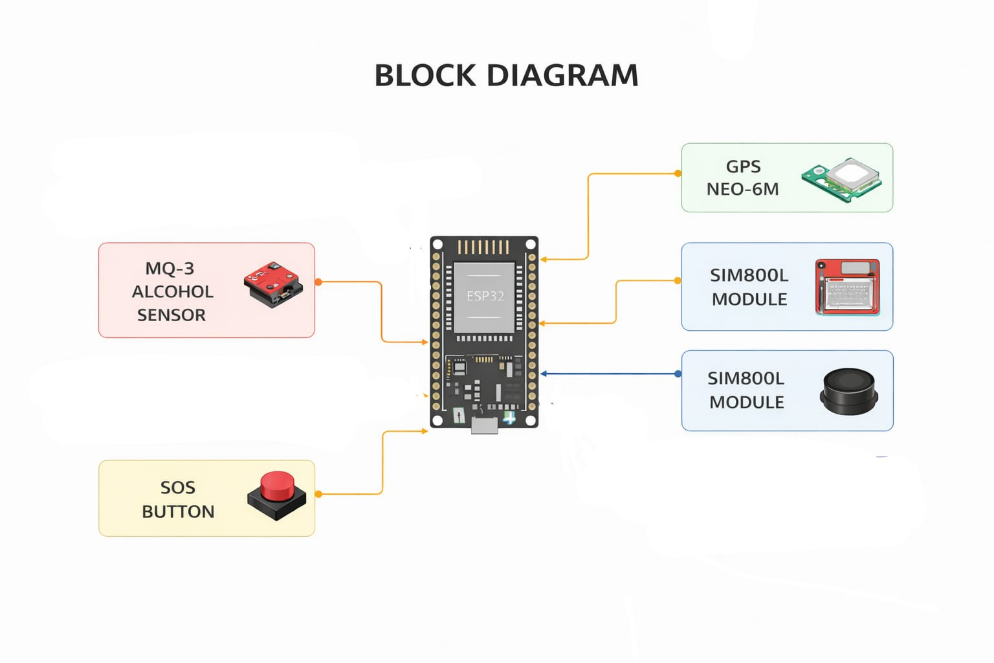 BLOCK DIAGRAM
GPS
NEO-6M
MQ-3
ALCOHOL
SENSOR
ESP32
SIM800L
MODULE
SIM800L
MODULE
SOS
BUTTON